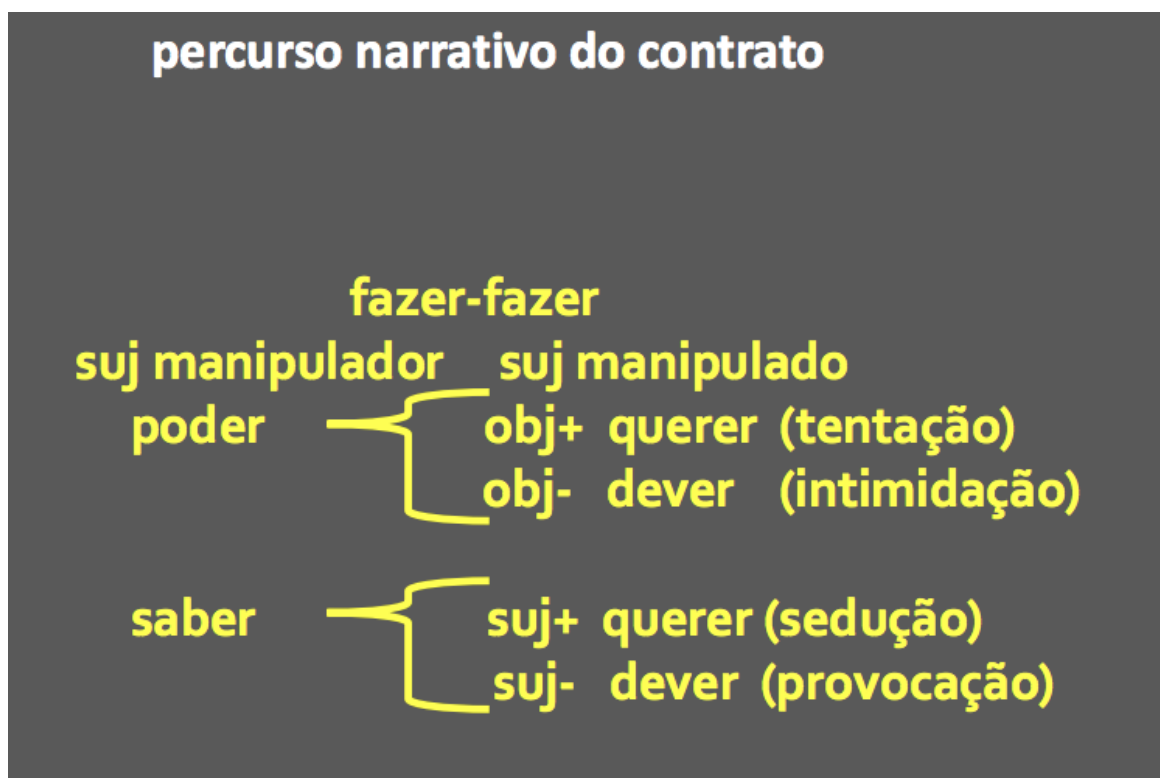 percurso narrativo do contrato
fazer-fazer
suj manipulador suj manipulado
poder obj+ querer (tentação)
obj- dever (intimidação)
saber suj+ querer (sedução)
suj- dever (provocação)